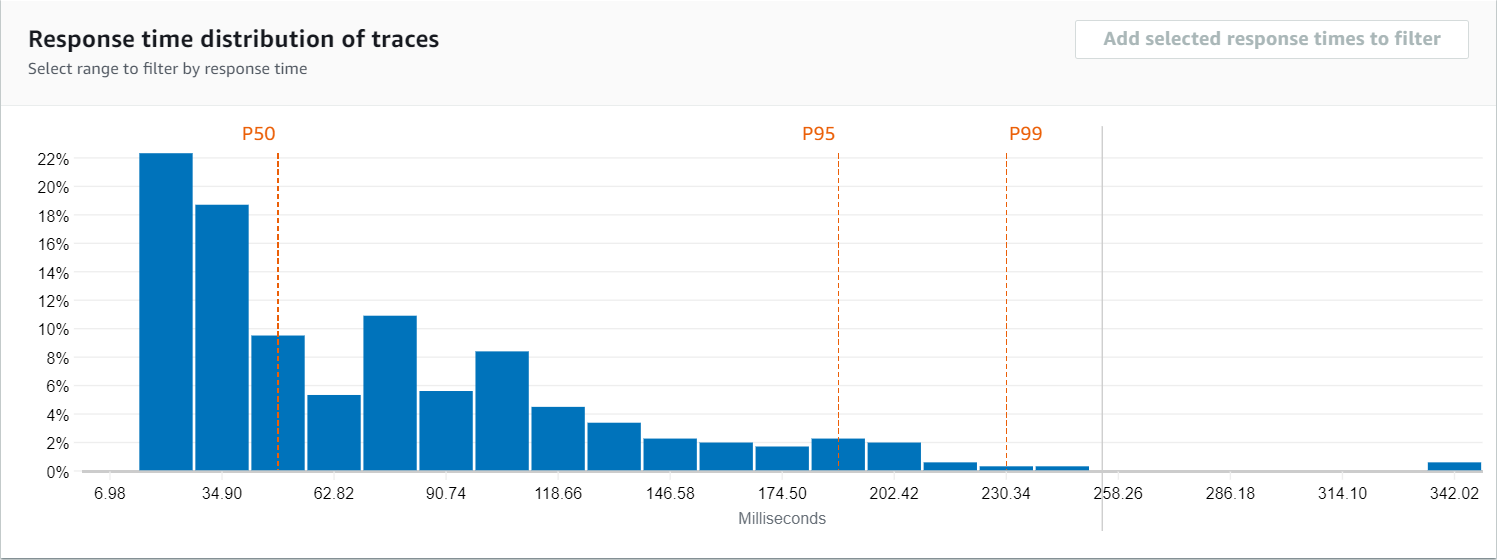 Response time distribution of traces
Add selected response times to filter
Select range to filter by response time
P50
P95
P99
22%
20%
18%
16%
14%
12%
10%
8%
6%
4%
2%
0%
6.98 34.90 62.82 90.74 118.66 146.58 174.50 202.42 230.34 258.26 286.18 314.10 342.02
Milliseconds